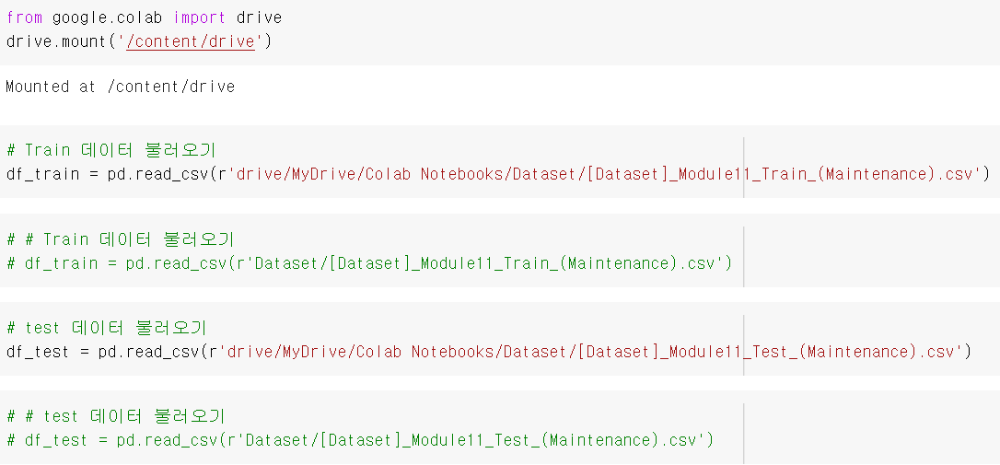 from google.colab import drive
drive.mount('/content/drive')
Mounted at /content/drive
# Train 데이터 불러오기
df_train = pd.read_csv(r'drive/MyDrive/Colab Notebooks/Dataset/[Dataset]_Module11_Train_(Maintenance).csv')
# # Train 데이터 불러오기
# df_train = pd.read_csv(r'Dataset/[Dataset]_Module11_Train_(Maintenance).csv')
# test 데이터 불러오기
df_test = pd.read_csv(r'drive/MyDrive/Colab Notebooks/Dataset/[Dataset]_Module11_Test_(Maintenance).csv')
# # test 데이터 불러오기
# df_test = pd.read_csv(r'Dataset/[Dataset]_Module11_Test_(Maintenance).csv')